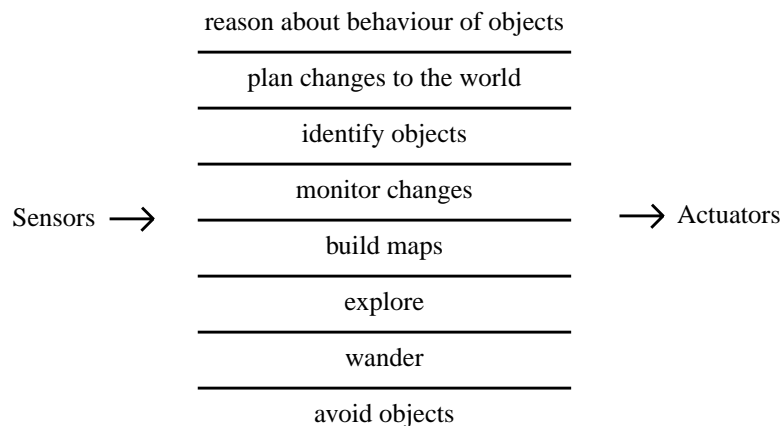 reason about behaviour of objects
plan changes to the world
identify objects
monitor changes
Sensors
Actuators
build maps
explore
wander
avoid objects